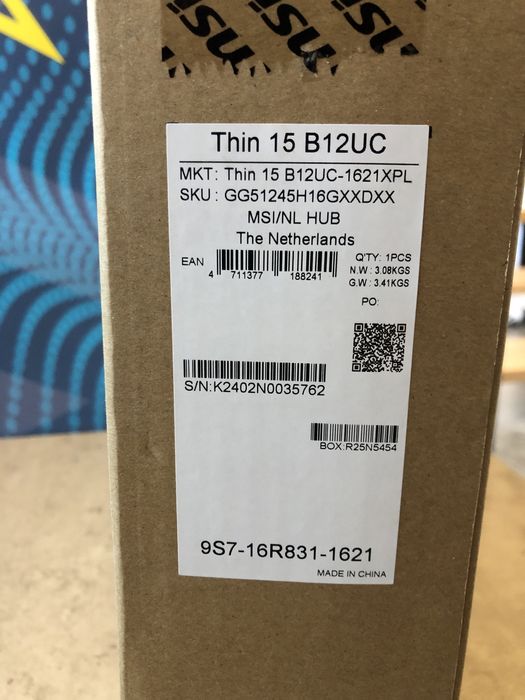 msı
Thin 15 B12UC
MKT: Thin 15 B12UC-1621XPL
SKU : GG51245H16GXXDXX
MSI/NL HUB
The Netherlands
EAN
4 711377 188241
Q'TY: 1PCS
N.W : 3.08KGS
G.W : 3.41KGS
PO:
S/N:K2402N0035762
BOX:R25N5454
9S7-16R831-1621
MADE IN CHINA